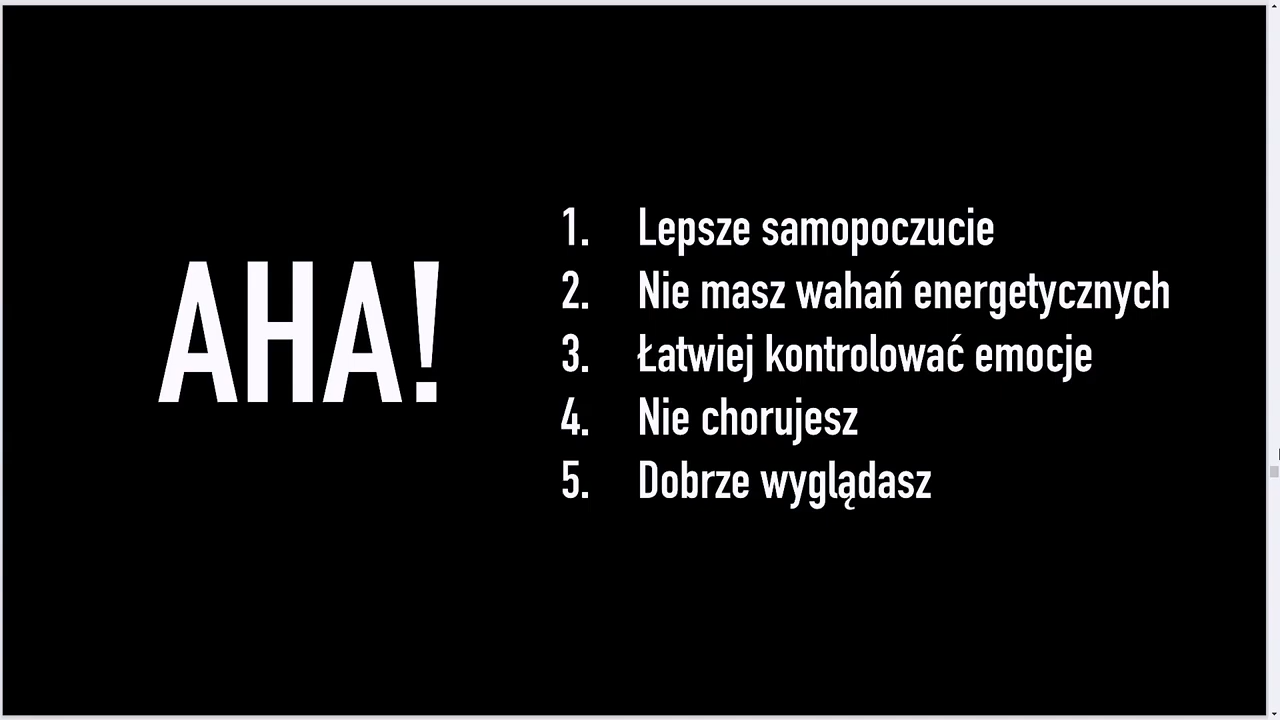 AHA!
1. Lepsze samopoczucie
2. Nie masz wahań energetycznych
3. Łatwiej kontrolować emocje
4. Nie chorujesz
5. Dobrze wyglądasz